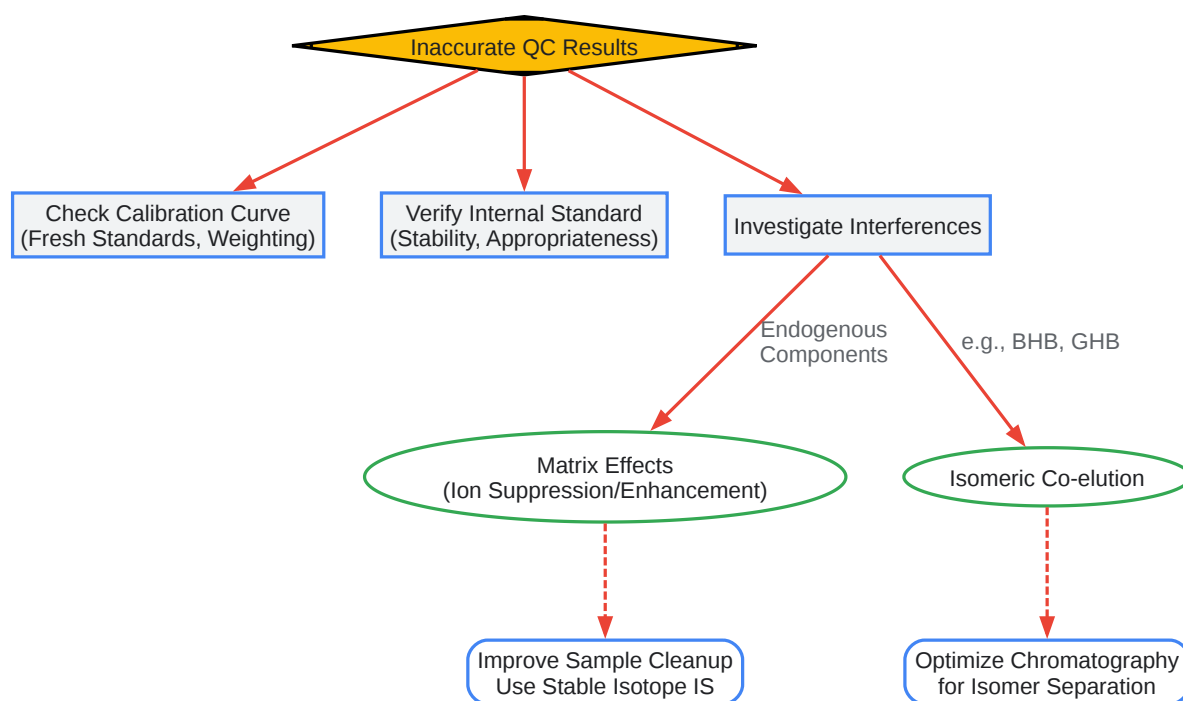 Inaccurate QC Results
Check Calibration Curve
(Fresh Standards, Weighting)
Verify Internal Standard
(Stability, Appropriateness)
Investigate Interferences
Endogenous
Components
e.g., BHB, GHB
Matrix Effects
(Ion Suppression/Enhancement)
Isomeric Co-elution
Improve Sample Cleanup
Use Stable Isotope IS
Optimize Chromatography
for Isomer Separation